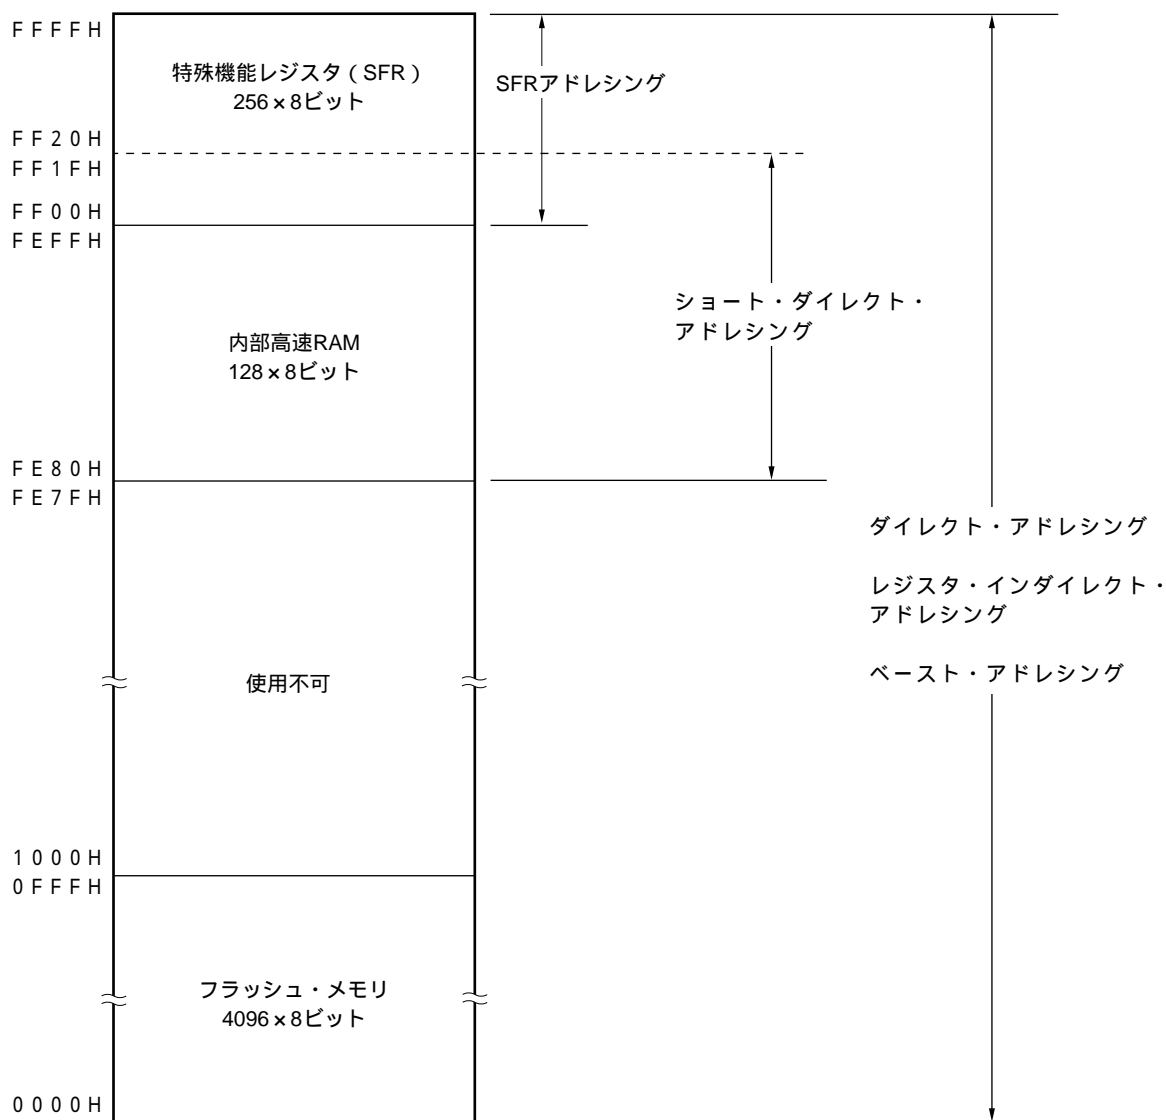 FFFFH
特殊機能レジスタ(SFR)
256×8ビット
SFRアドレシング
FF20H
FF1FH
FF00H
FEFFH
ショート・ダイレクト・
アドレシング
内部高速RAM
128×8ビット
FE80H
FE7FH
ダイレクト・アドレシング
レジスタ・インダイレクト・
アドレシング
ベースト・アドレシング
使用不可
1000H
0FFFH
フラッシュ・メモリ
4096×8ビット
0000H